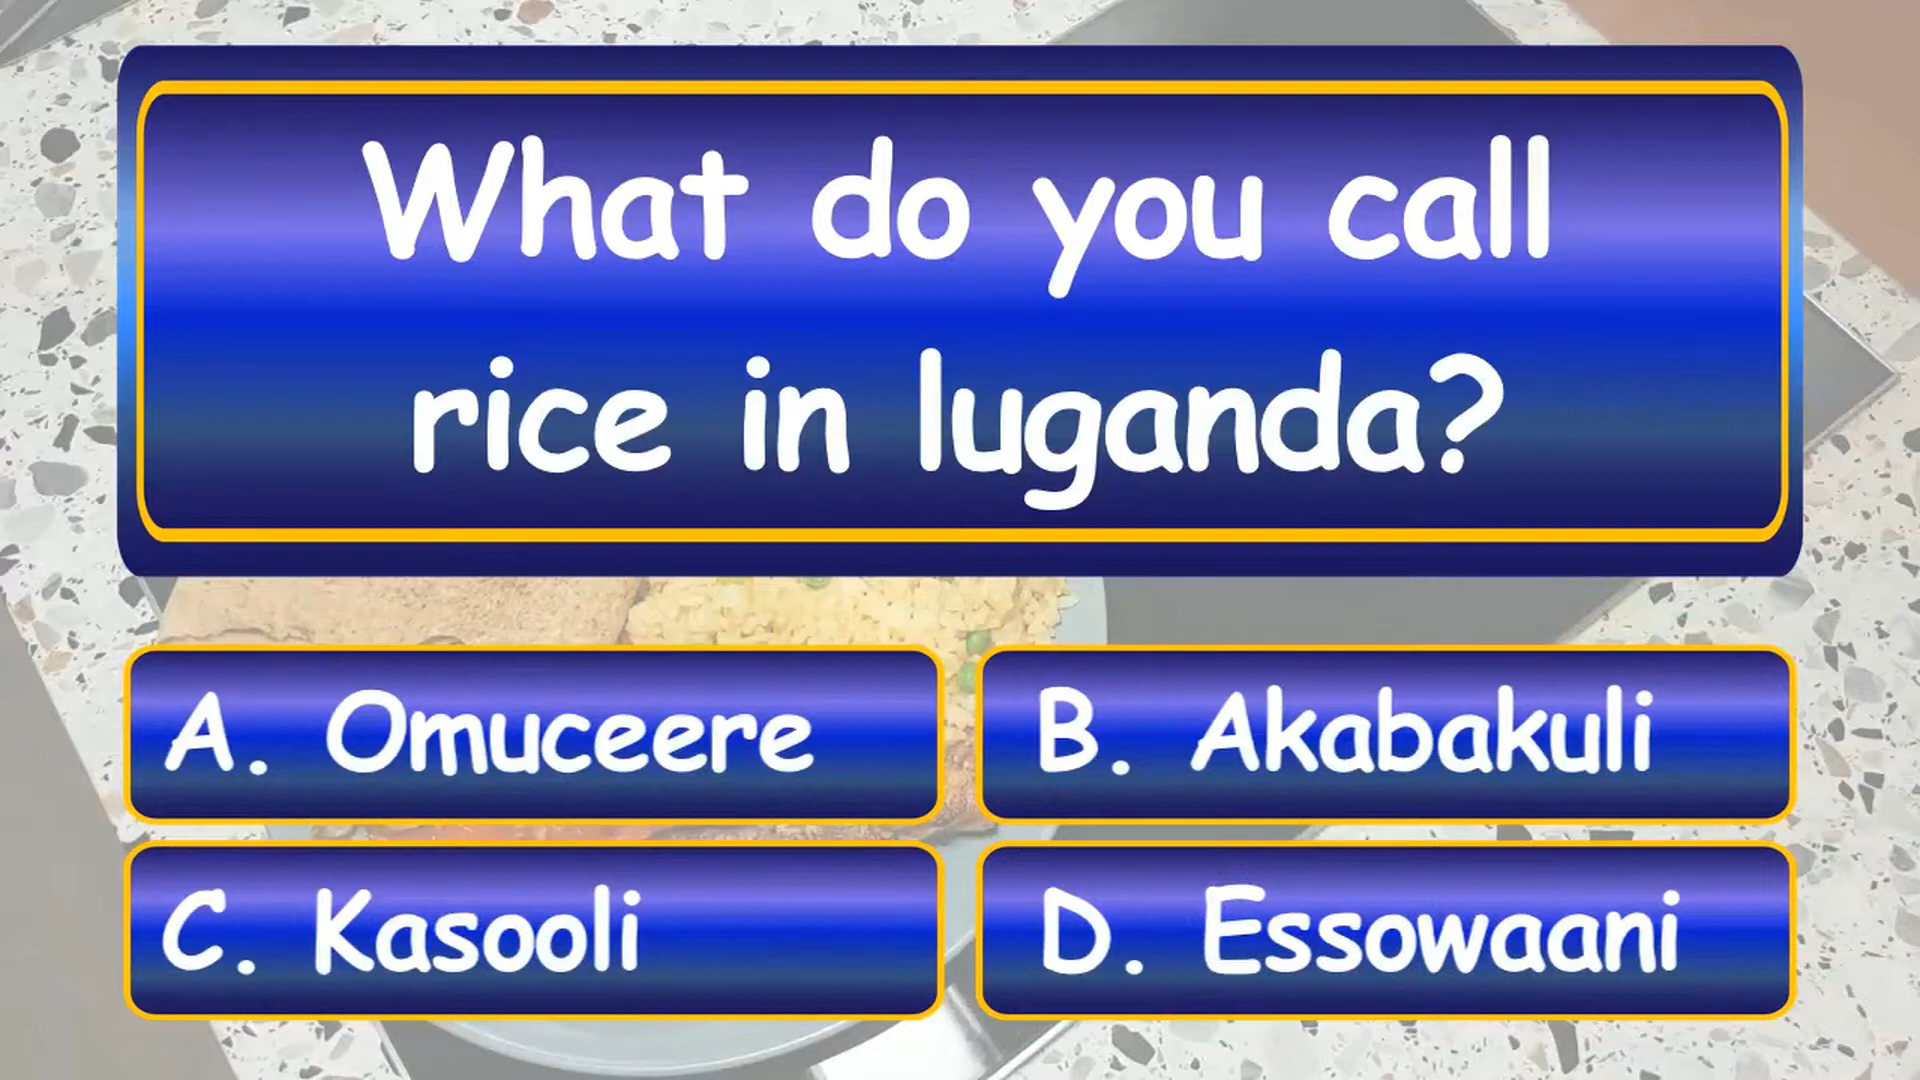 What do you call
rice in luganda?
A. Omuceere
B. Akabakuli
C. Kasooli
D. Essowaani